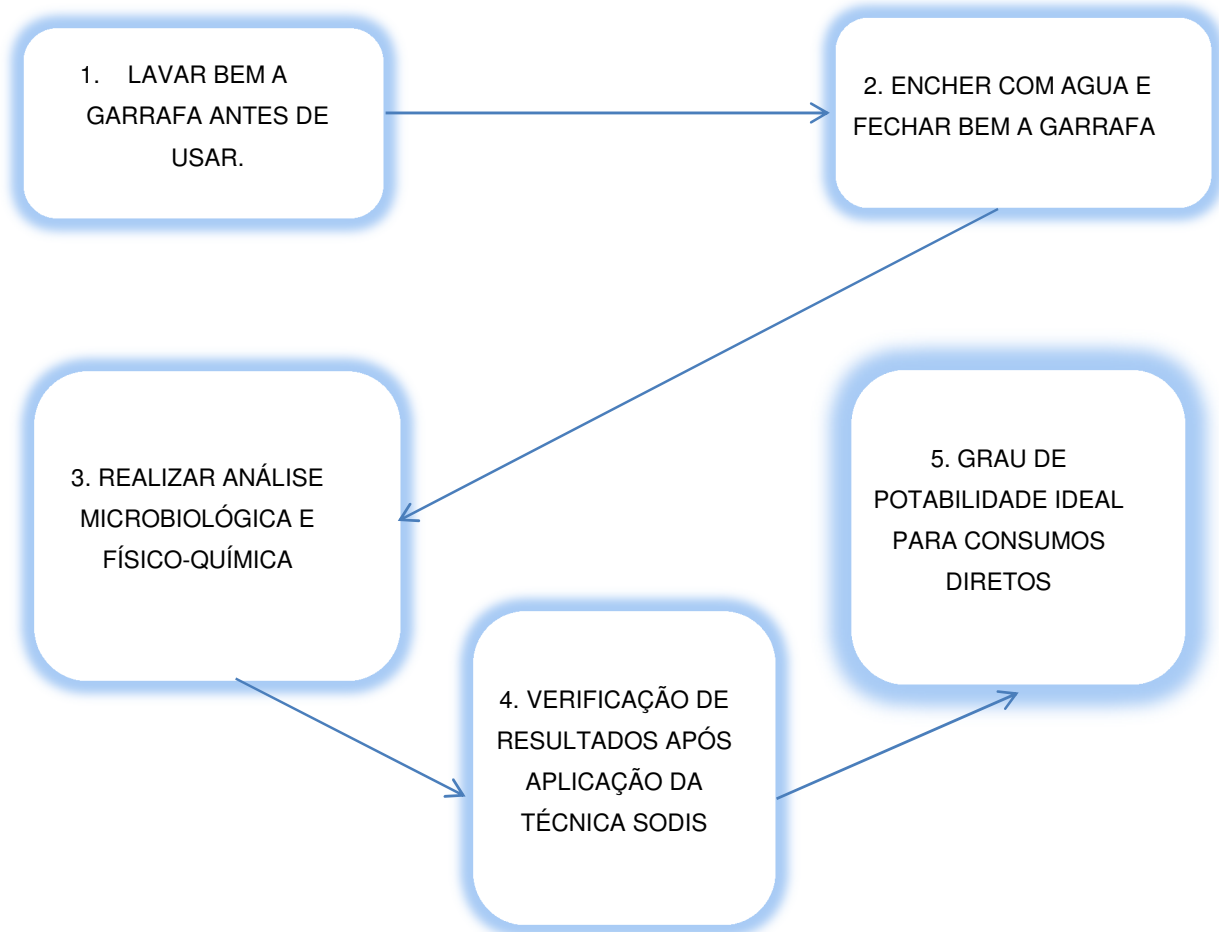 1. LAVAR BEM A
GARRAFA ANTES DE
USAR.
2. ENCHER COM AGUA E
FECHAR BEM A GARRAFA
3. REALIZAR ANÁLISE
MICROBIOLÓGICA E
FÍSICO-QUÍMICA
4. VERIFICAÇÃO DE
RESULTADOS APÓS
APLICAÇÃO DA
TÉCNICA SODIS
5. GRAU DE
POTABILIDADE IDEAL
PARA CONSUMOS
DIRETOS